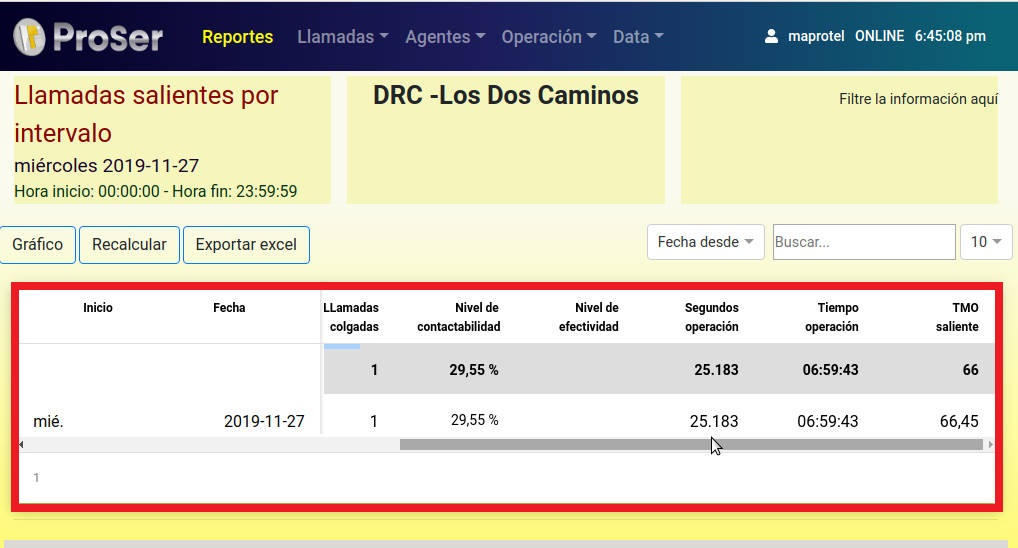 ProSer Reportes Llamadas Agentes Operación Data maprotel ONLINE 6:45:08 pm
Llamadas salientes por
intervalo
miércoles 2019-11-27
Hora inicio: 00:00:00 - Hora fin: 23:59:59
DRC -Los Dos Caminos
Filtre la información aquí
Gráfico Recalcular Exportar excel Fecha desde Buscar... 10
Inicio Fecha LLamadas Nivel de Nivel de Segundos Tiempo TMO
colgadas contactabilidad efectividad operación operación saliente
1 29,55 % 25.183 06:59:43 66
mié. 2019-11-27 1 29,55 % 25.183 06:59:43 66,45
1